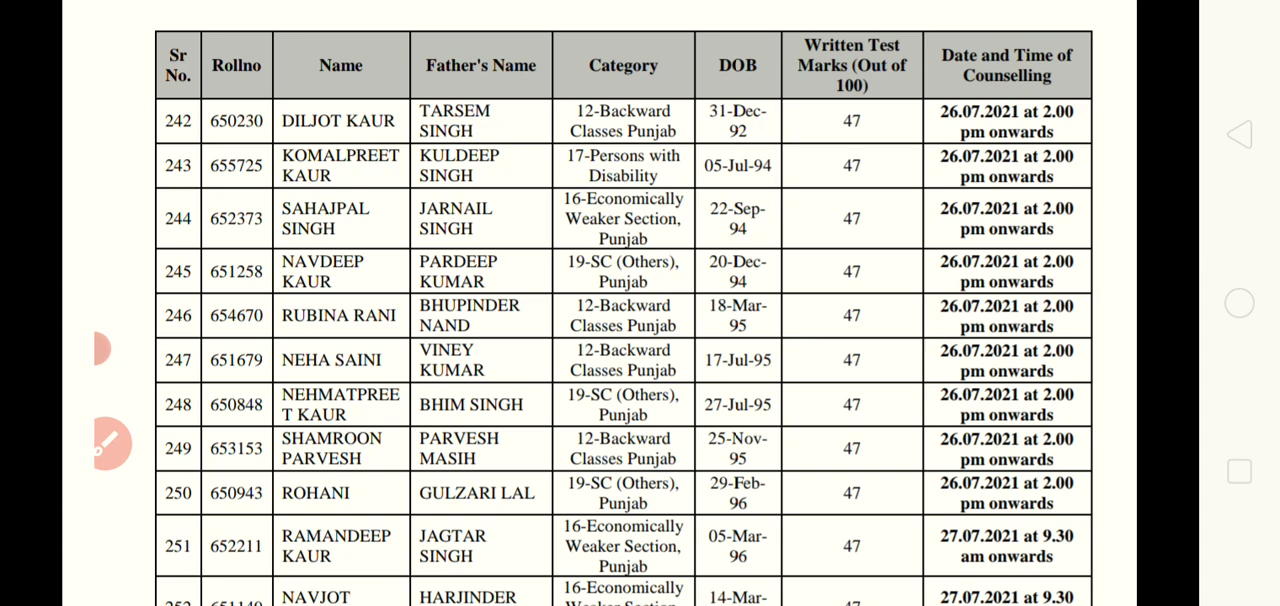 Sr No. Rollno Name Father's Name Category DOB Written Test Marks (Out of 100) Date and Time of Counselling
242 650230 DILJOT KAUR TARSEM SINGH 12-Backward Classes Punjab 31-Dec-92 47 26.07.2021 at 2.00 pm onwards
243 655725 KOMALPREET KAUR KULDEEP SINGH 17-Persons with Disability 05-Jul-94 47 26.07.2021 at 2.00 pm onwards
244 652373 SAHAJPAL SINGH JARNAIL SINGH 16-Economically Weaker Section, Punjab 22-Sep-94 47 26.07.2021 at 2.00 pm onwards
245 651258 NAVDEEP KAUR PARDEEP KUMAR 19-SC (Others), Punjab 20-Dec-94 47 26.07.2021 at 2.00 pm onwards
246 654670 RUBINA RANI BHUPINDER NAND 12-Backward Classes Punjab 18-Mar-95 47 26.07.2021 at 2.00 pm onwards
247 651679 NEHA SAINI VINEY KUMAR 12-Backward Classes Punjab 17-Jul-95 47 26.07.2021 at 2.00 pm onwards
248 650848 NEHMATPREET KAUR BHIM SINGH 19-SC (Others), Punjab 27-Jul-95 47 26.07.2021 at 2.00 pm onwards
249 653153 SHAMROON PARVESH PARVESH MASIH 12-Backward Classes Punjab 25-Nov-95 47 26.07.2021 at 2.00 pm onwards
250 650943 ROHANI GULZARI LAL 19-SC (Others), Punjab 29-Feb-96 47 26.07.2021 at 2.00 pm onwards
251 652211 RAMANDEEP KAUR JAGTAR SINGH 16-Economically Weaker Section, Punjab 05-Mar-96 47 27.07.2021 at 9.30 am onwards
NAVJOT HARJINDER 16-Economically 14-Mar- 27.07.2021 at 9.30